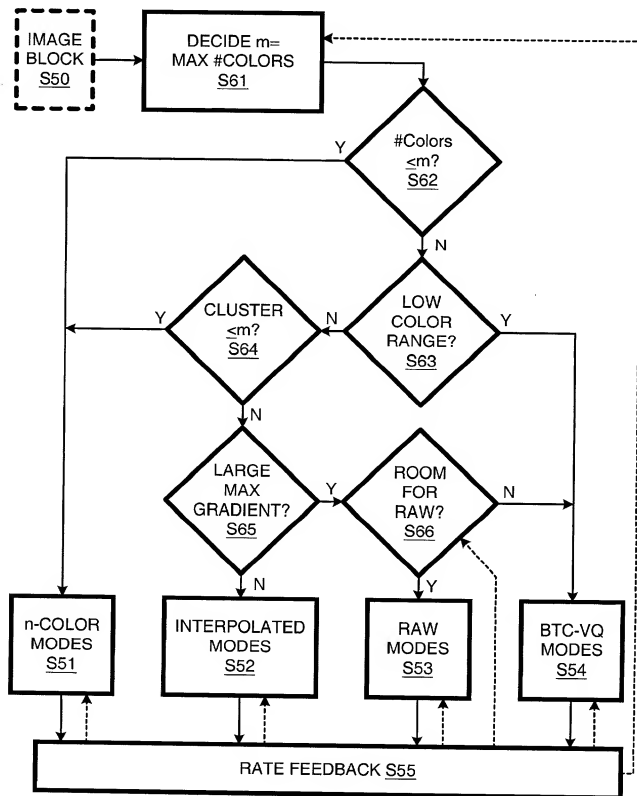 IMAGE
BLOCK
S50
DECIDE m=
MAX #COLORS
S61
#Colors
≤m?
S62
Y
N
CLUSTER
≤m?
S64
Y
N
LOW
COLOR
RANGE?
S63
Y
N
LARGE
MAX
GRADIENT?
S65
Y
N
ROOM
FOR
RAW?
S66
N
Y
n-COLOR
MODES
S51
INTERPOLATED
MODES
S52
RAW
MODES
S53
BTC-VQ
MODES
S54
RATE FEEDBACK S55